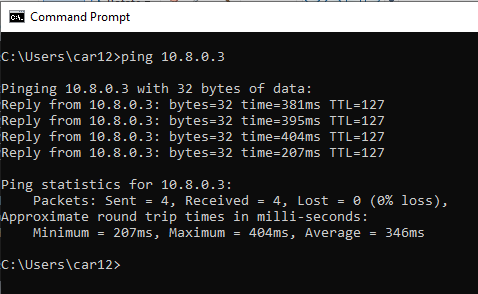 Command Prompt
C:\Users\car12>ping 10.8.0.3
Pinging 10.8.0.3 with 32 bytes of data:
Reply from 10.8.0.3: bytes=32 time=381ms TTL=127
Reply from 10.8.0.3: bytes=32 time=395ms TTL=127
Reply from 10.8.0.3: bytes=32 time=404ms TTL=127
Reply from 10.8.0.3: bytes=32 time=207ms TTL=127
Ping statistics for 10.8.0.3:
    Packets: Sent = 4, Received = 4, Lost = 0 (0% loss),
Approximate round trip times in milli-seconds:
    Minimum = 207ms, Maximum = 404ms, Average = 346ms
C:\Users\car12>